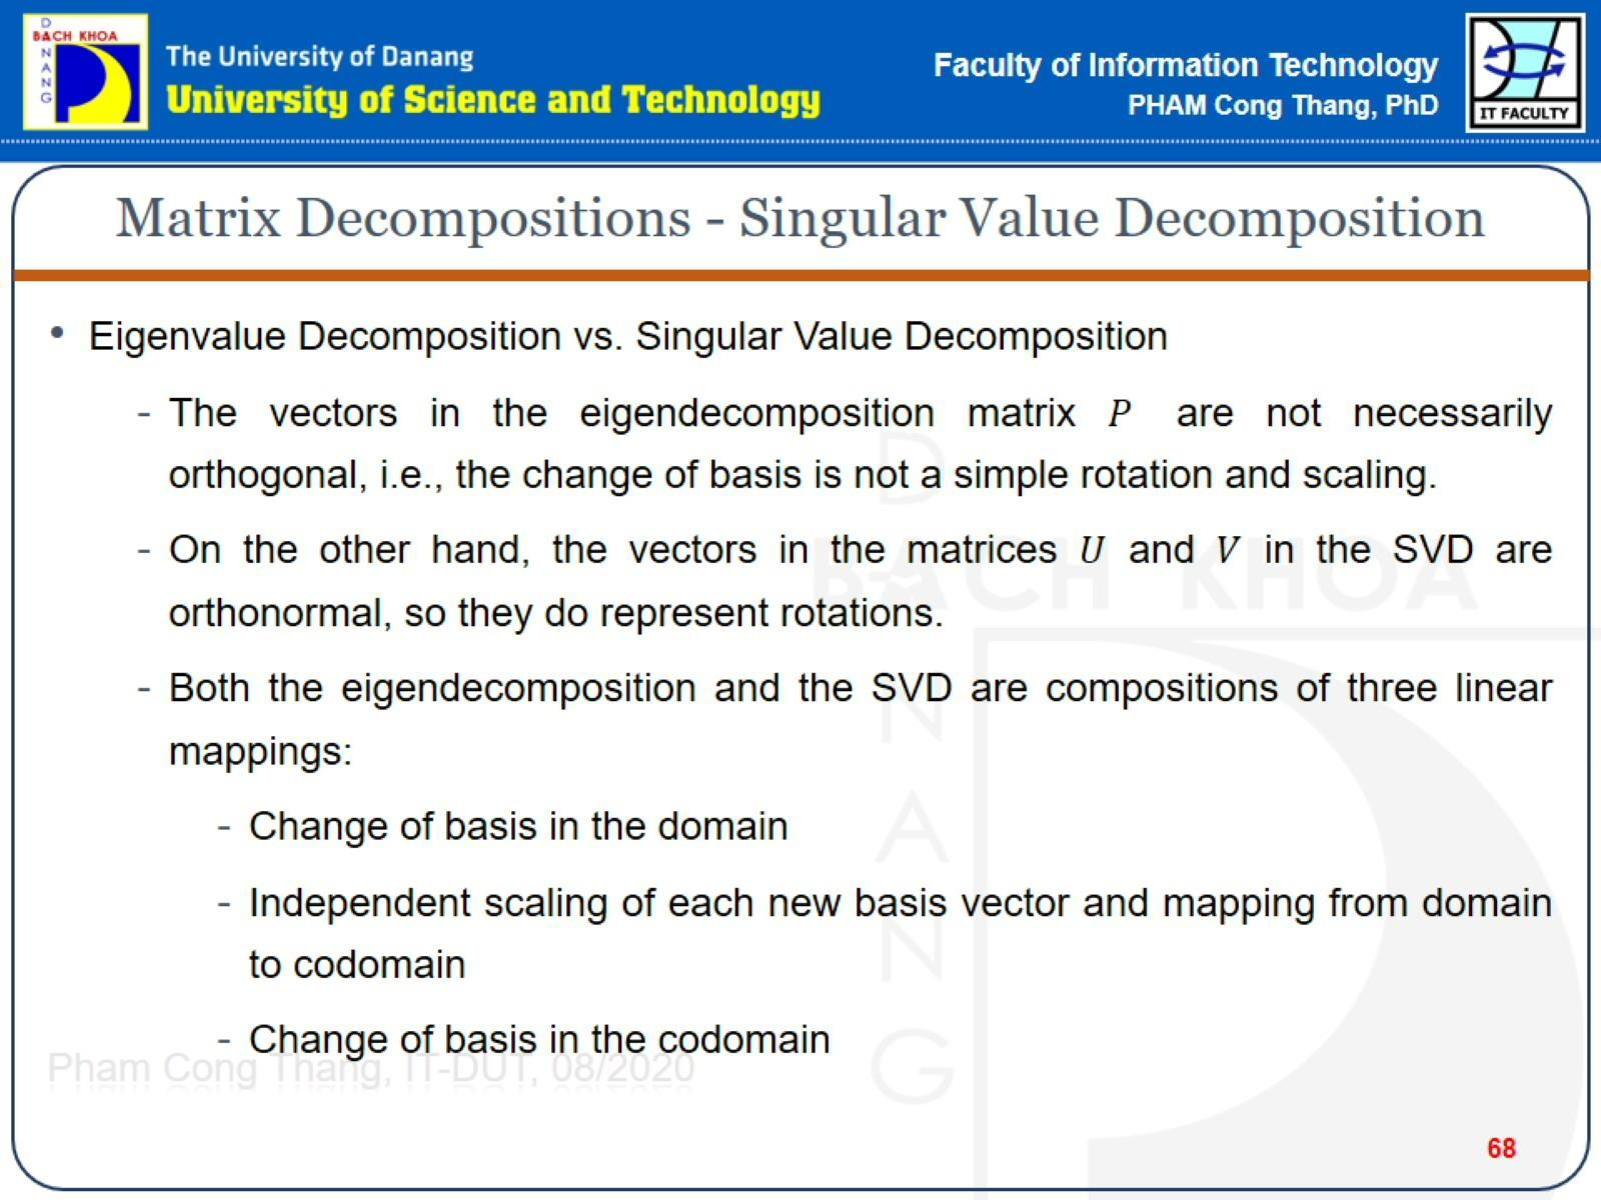 D
BACH KHOA
N
A
N
G
The University of Danang
University of Science and Technology
Faculty of Information Technology
PHAM Cong Thang, PhD
IT FACULTY
Matrix Decompositions - Singular Value Decomposition
• Eigenvalue Decomposition vs. Singular Value Decomposition
- The vectors in the eigendecomposition matrix P are not necessarily
orthogonal, i.e., the change of basis is not a simple rotation and scaling.
- On the other hand, the vectors in the matrices U and V in the SVD are
orthonormal, so they do represent rotations.
- Both the eigendecomposition and the SVD are compositions of three linear
mappings:
- Change of basis in the domain
- Independent scaling of each new basis vector and mapping from domain
to codomain
- Change of basis in the codomain
Pham Cong Thang, IT-DUT, 08/2020
D
BACH KHOA
N
A
N
G
68